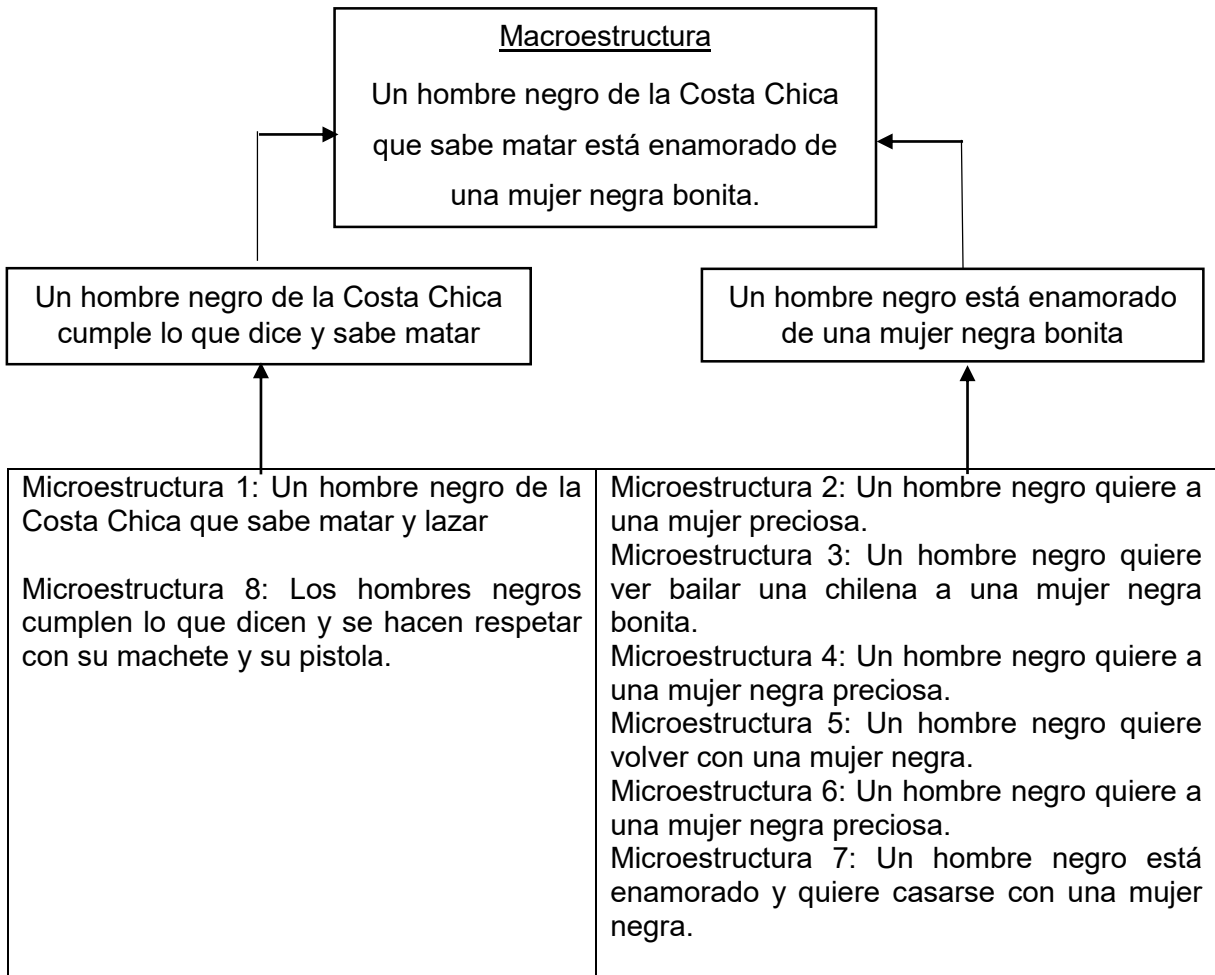 Macroestructura
Un hombre negro de la Costa Chica
que sabe matar está enamorado de
una mujer negra bonita.
Un hombre negro de la Costa Chica
cumple lo que dice y sabe matar
Un hombre negro está enamorado
de una mujer negra bonita
Microestructura 1: Un hombre negro de la
Costa Chica que sabe matar y lazar
Microestructura 8: Los hombres negros
cumplen lo que dicen y se hacen respetar
con su machete y su pistola.
Microestructura 2: Un hombre negro quiere a
una mujer preciosa.
Microestructura 3: Un hombre negro quiere
ver bailar una chilena a una mujer negra
bonita.
Microestructura 4: Un hombre negro quiere a
una mujer negra preciosa.
Microestructura 5: Un hombre negro quiere
volver con una mujer negra.
Microestructura 6: Un hombre negro quiere a
una mujer negra preciosa.
Microestructura 7: Un hombre negro está
enamorado y quiere casarse con una mujer
negra.